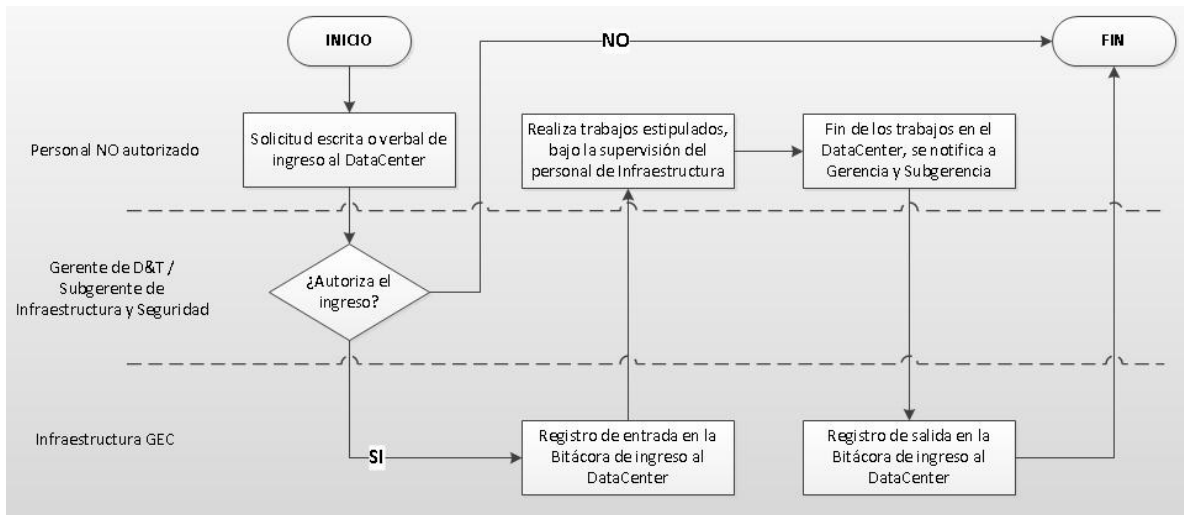 INICIO
NO
FIN
Personal NO autorizado
Solicitud escrita o verbal de
ingreso al DataCenter
Realiza trabajos estipulados,
bajo la supervisión del
personal de Infraestructura
Fin de los trabajos en el
DataCenter, se notifica a
Gerencia y Subgerencia
Gerente de D&T /
Subgerente de
Infraestructura y Seguridad
¿Autoriza el
ingreso?
Infraestructura GEC
SI
Registro de entrada en la
Bitácora de ingreso al
DataCenter
Registro de salida en la
Bitácora de ingreso al
DataCenter